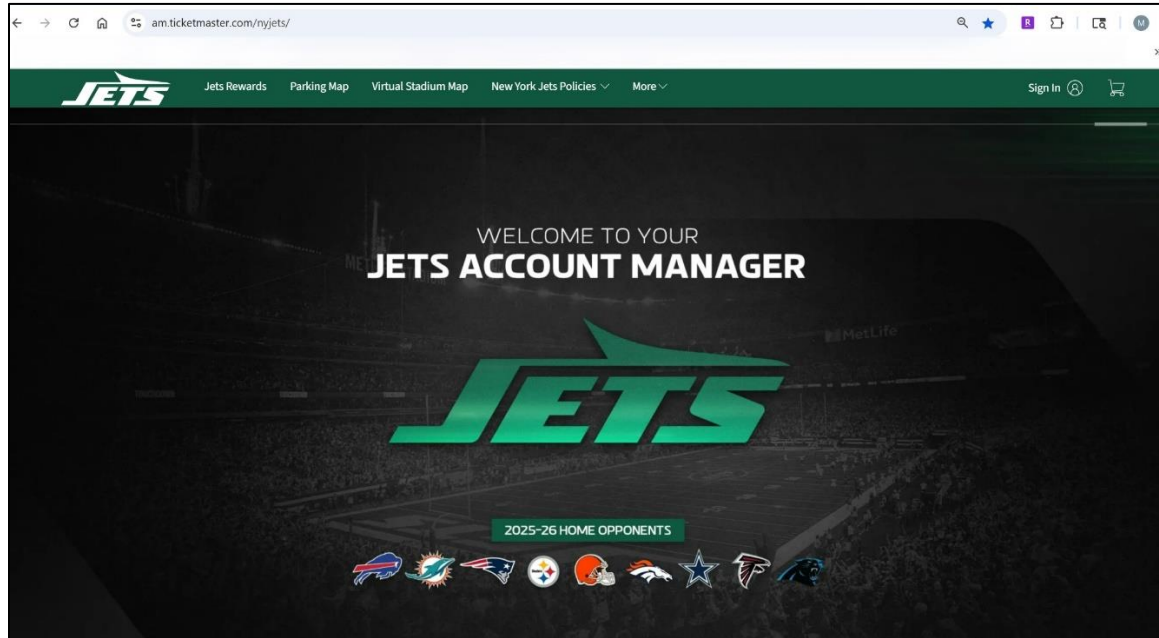 am.ticketmaster.com/nyjets/
R
M
JETS
Jets Rewards
Parking Map
Virtual Stadium Map
New York Jets Policies
More
Sign In
WELCOME TO YOUR
JETS ACCOUNT MANAGER
MetLife
JETS
2025-26 HOME OPPONENTS